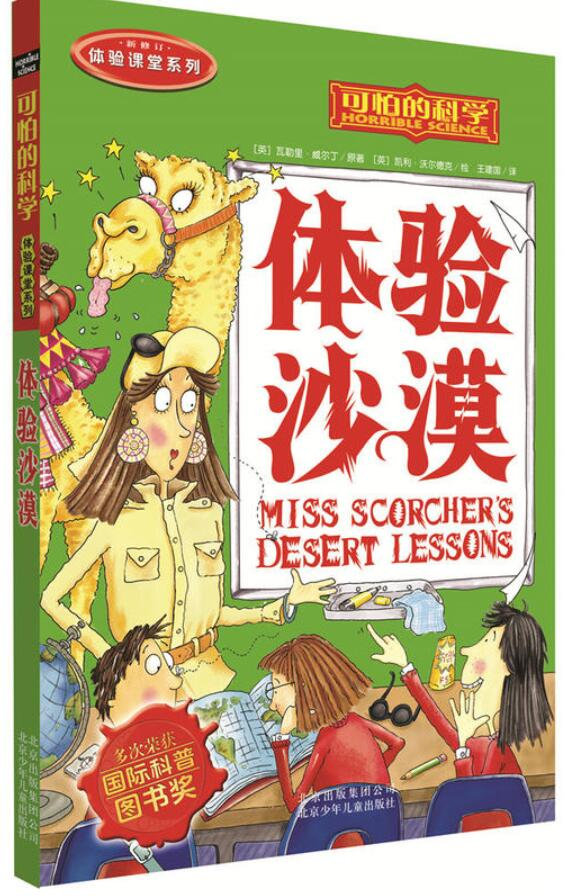 HORRIBLE SCIENCE
可怕的科学
体验课堂系列
体验沙漠
北京出版集团公司
北京少年儿童出版社
·新修订·
体验课堂系列
可怕的科学
HORRIBLE SCIENCE
[英] 瓦勒里·威尔丁/原著 [英] 凯利·沃尔德克/绘 王建国/译
体验
沙漠
MISS SCORCHER'S
DESERT LESSONS
多次荣获
国际科普
图书奖
北京出版集团公司
北京少年儿童出版社